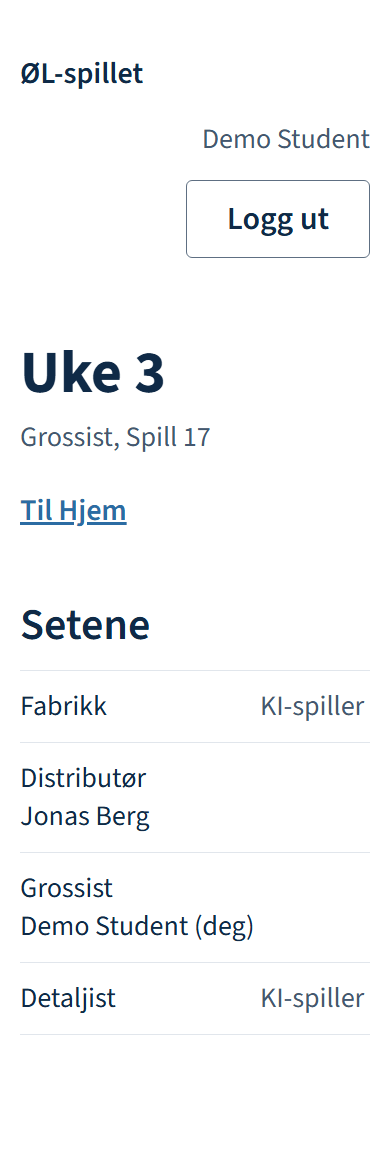 ØL-spillet
Demo Student
Logg ut
Uke 3
Grossist, Spill 17
Til Hjem
Setene
Fabrikk KI-spiller
Distributør
Jonas Berg
Grossist
Demo Student (deg)
Detaljist KI-spiller